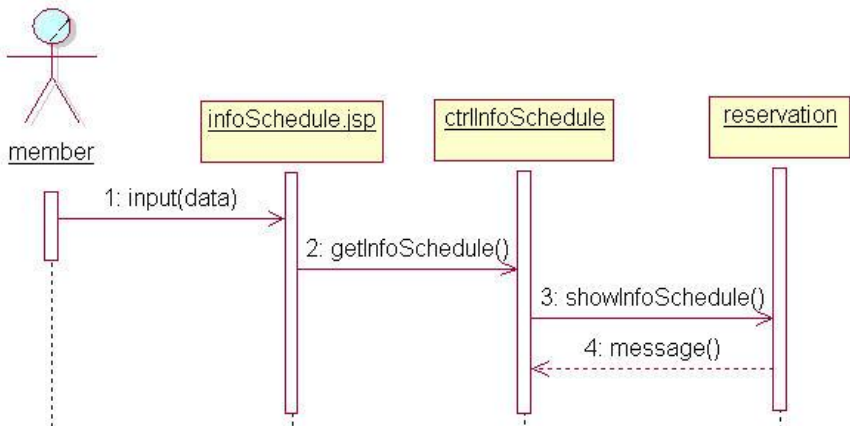 member
infoSchedule.jsp
ctrlInfoSchedule
reservation
1: input(data)
2: getInfoSchedule()
3: showInfoSchedule()
4: message()